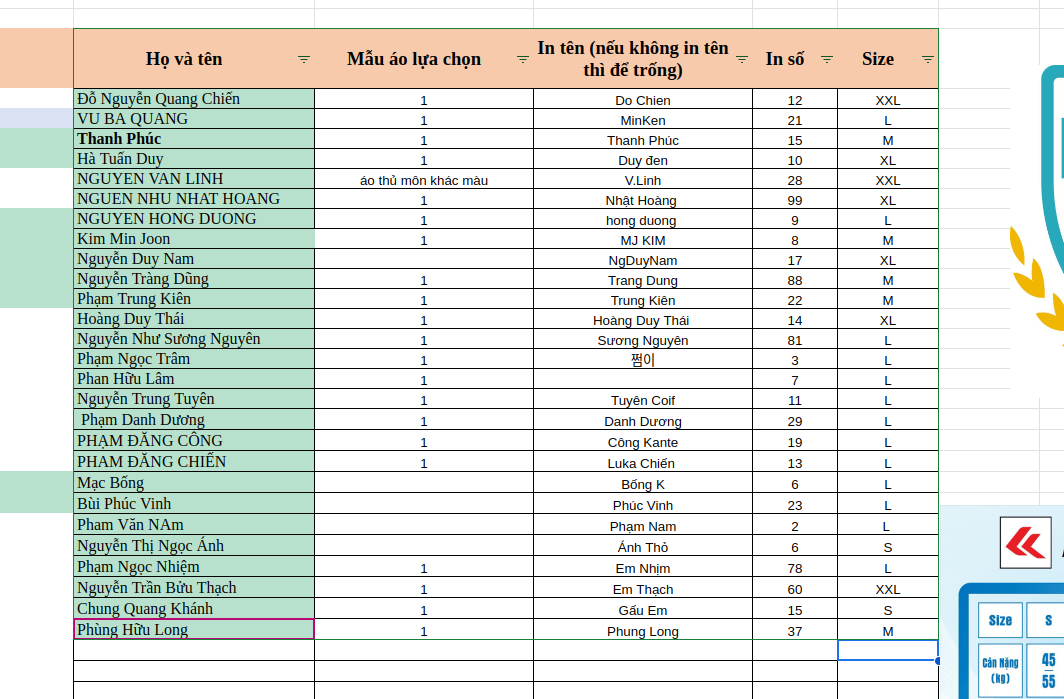 Họ và tên Mẫu áo lựa chọn In tên (nếu không in tên thì để trống) In số Size
Đỗ Nguyễn Quang Chiến 1 Do Chien 12 XXL
VU BA QUANG 1 MinKen 21 L
Thanh Phúc 1 Thanh Phúc 15 M
Hà Tuấn Duy 1 Duy đen 10 XL
NGUYEN VAN LINH áo thủ môn khác màu V.Linh 28 XXL
NGUEN NHU NHAT HOANG 1 Nhật Hoàng 99 XL
NGUYEN HONG DUONG 1 hong duong 9 L
Kim Min Joon 1 MJ KIM 8 M
Nguyễn Duy Nam NgDuyNam 17 XL
Nguyễn Tràng Dũng 1 Trang Dung 88 M
Phạm Trung Kiên 1 Trung Kiên 22 M
Hoàng Duy Thái 1 Hoàng Duy Thái 14 XL
Nguyễn Như Sương Nguyên 1 Sương Nguyên 81 L
Phạm Ngọc Trâm 1 쩜이 3 L
Phan Hữu Lâm 1 7 L
Nguyễn Trung Tuyên 1 Tuyên Coif 11 L
Phạm Danh Dương 1 Danh Dương 29 L
PHẠM ĐĂNG CÔNG 1 Công Kante 19 L
PHAM ĐĂNG CHIẾN 1 Luka Chiến 13 L
Mạc Bống Bống K 6 L
Bùi Phúc Vinh Phúc Vinh 23 L
Pham Văn NAm Phạm Nam 2 L
Nguyễn Thị Ngọc Ánh Ánh Thỏ 6 S
Phạm Ngọc Nhiệm 1 Em Nhịm 78 L
Nguyễn Trần Bửu Thạch 1 Em Thạch 60 XXL
Chung Quang Khánh 1 Gấu Em 15 S
Phùng Hữu Long 1 Phung Long 37 M
Size S
Cân Nặng (kg) 45
55